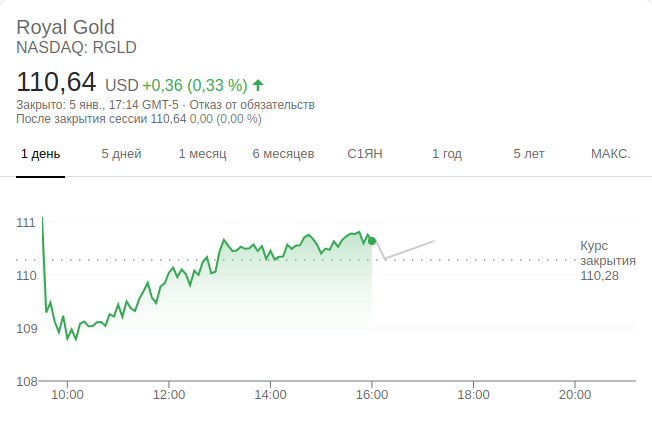 Royal Gold
NASDAQ: RGLD
110,64 USD +0,36 (0,33 %)
Закрыто: 5 янв., 17:14 GMT-5 · Отказ от обязательств
После закрытия сессии 110,64 0,00 (0,00 %)
1 день 5 дней 1 месяц 6 месяцев С1ЯН 1 год 5 лет МАКС.
111
Курс
закрытия
110
110,28
109
108
10:00 12:00 14:00 16:00 18:00 20:00